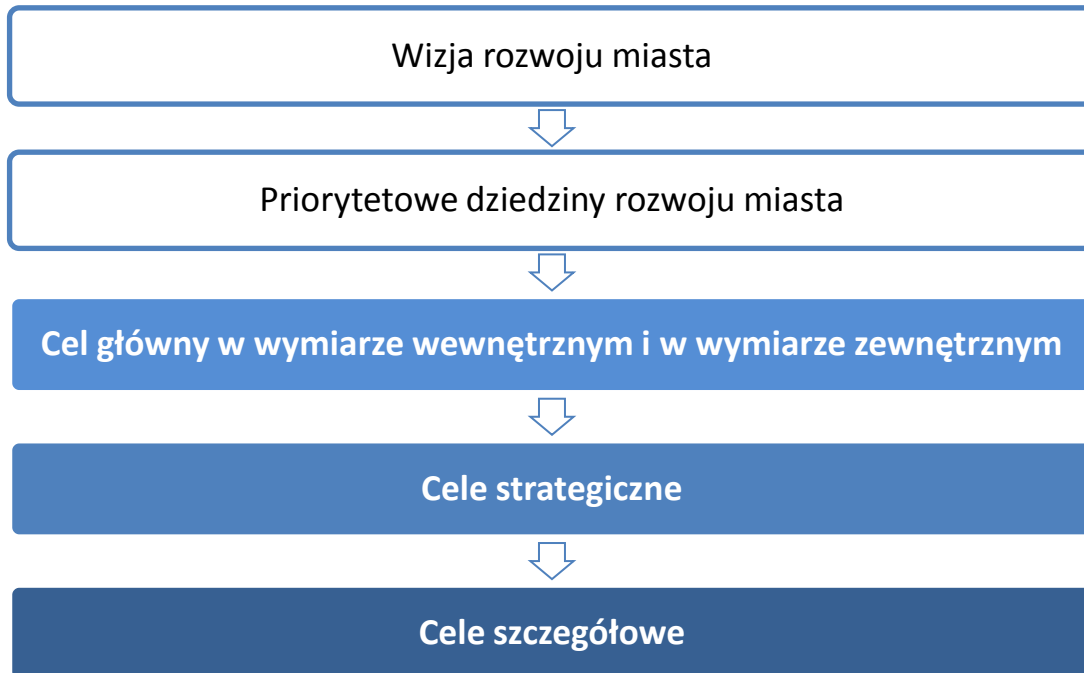 Wizja rozwoju miasta
Priorytetowe dziedziny rozwoju miasta
Cel główny w wymiarze wewnętrznym i w wymiarze zewnętrznym
Cele strategiczne
Cele szczegółowe